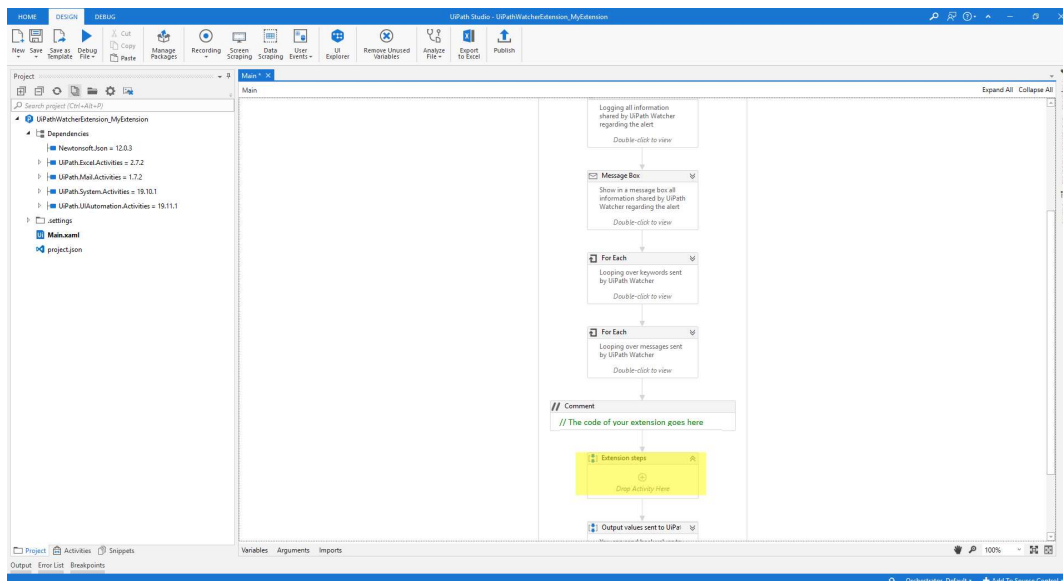 HOME DESIGN DEBUG UiPath Studio - UiPathWatcherExtension_MyExtension
New Save Save as Template Debug File Cut Copy Paste Manage Packages Recording Screen Scraping Data Scraping User Events UI Explorer Remove Unused Variables Analyze File Export to Excel Publish
Project
Main*
Main Expand All Collapse All
Search project (Ctrl+Alt+P)
UiPathWatcherExtension_MyExtension
Dependencies
Newtonsoft.Json = 12.0.3
UiPath.Excel.Activities = 2.7.2
UiPath.Mail.Activities = 1.7.2
UiPath.System.Activities = 19.10.1
UiPath.UIAutomation.Activities = 19.11.1
.settings
Main.xaml
project.json
Logging all information
shared by UiPath Watcher
regarding the alert
Double-click to view
Message Box
Show in a message box all
information shared by UiPath
Watcher regarding the alert
Double-click to view
For Each
Looping over keywords sent
by UiPath Watcher
Double-click to view
For Each
Looping over messages sent
by UiPath Watcher
Double-click to view
// Comment
// The code of your extension goes here
Extension steps
Drop Activity Here
Output values sent to UiPat
Project Activities Snippets
Variables Arguments Imports 100%
Output Error List Breakpoints
Orchestrator Default Add To Source Control